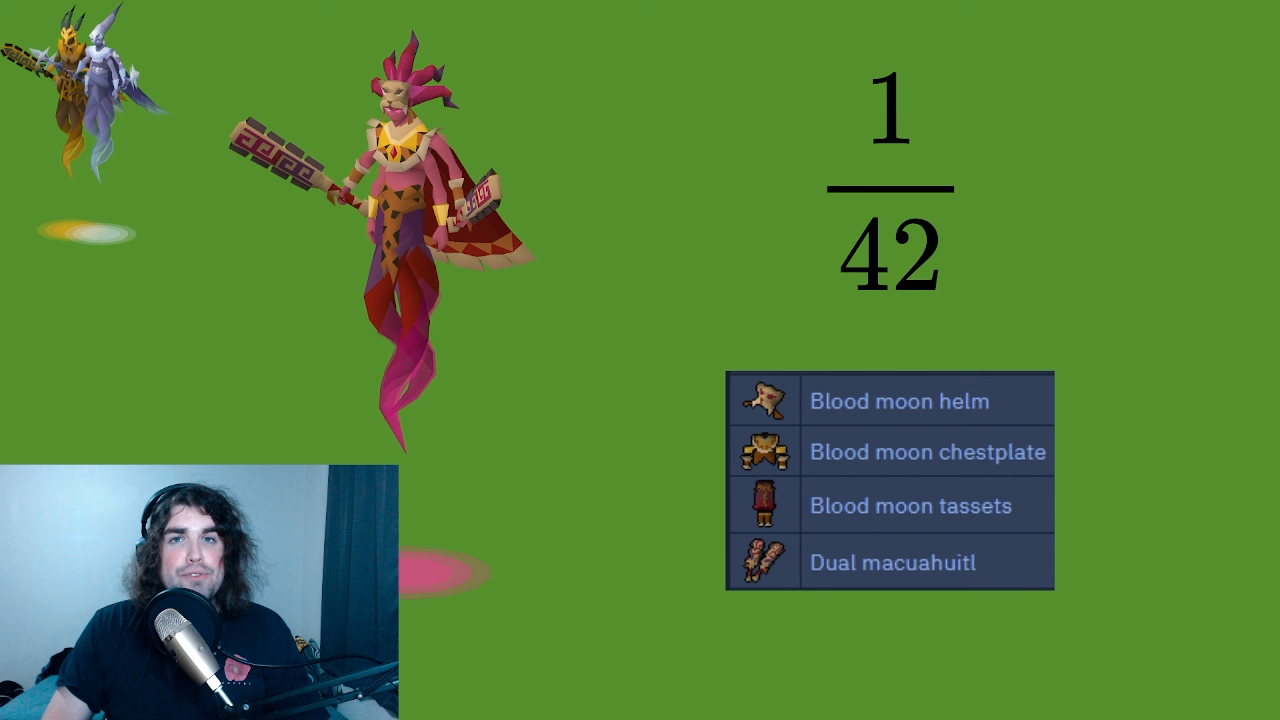 1
42
Blood moon helm
Blood moon chestplate
Blood moon tassets
Dual macuahuitl